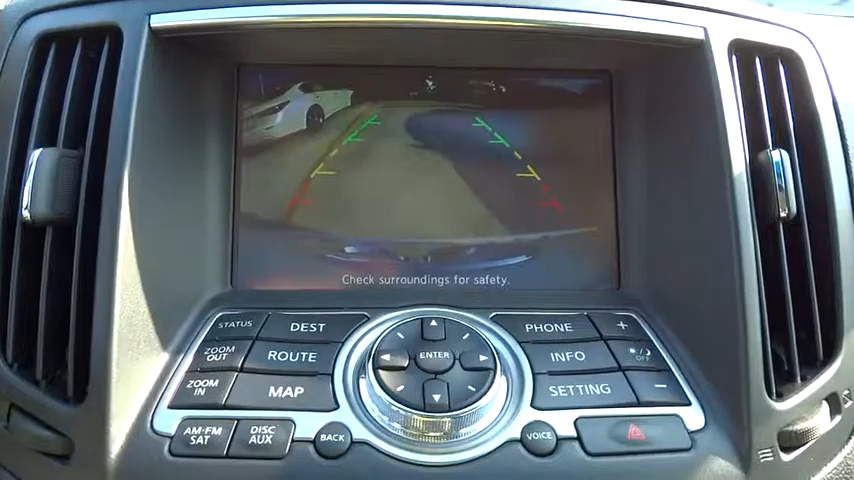 Check surroundings for safety.
STATUS
DEST
PHONE
+
ZOOM OUT
ROUTE
ENTER
INFO
OFF
ZOOM IN
MAP
SETTING
−
AM·FM SAT
DISC AUX
BACK
VOICE